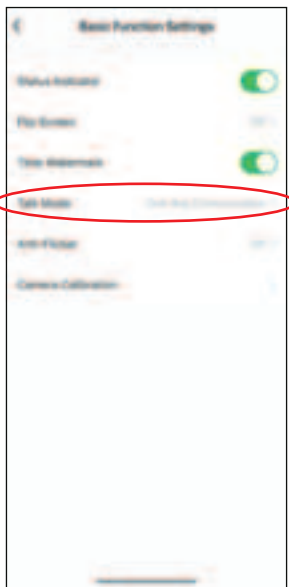 Basic Function Settings
Status Indicator
Flip Screen
Time Watermark
Talk Mode
Anti-Flicker
Camera Calibration